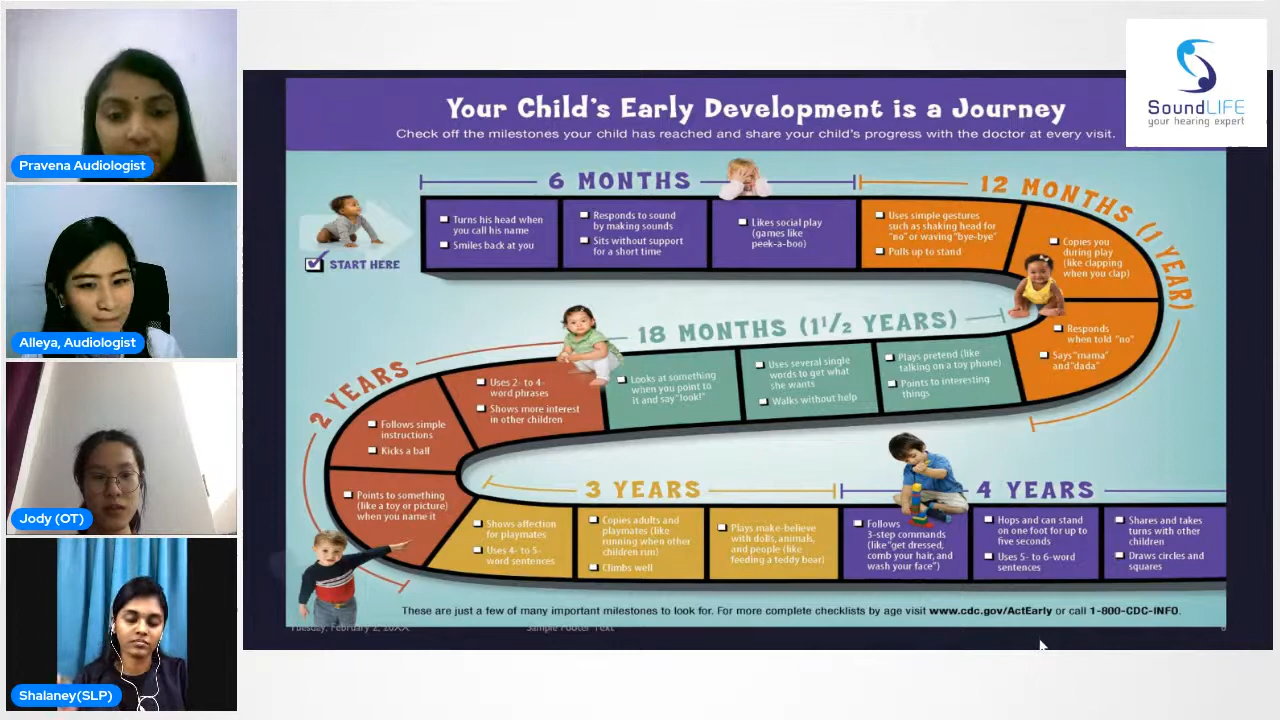 Pravena Audiologist
Alleya, Audiologist
Jody (OT)
Shalaney(SLP)
SoundLIFE
your hearing expert
Your Child's Early Development is a Journey
Check off the milestones your child has reached and share your child's progress with the doctor at every visit.
START HERE
6 MONTHS
Turns his head when
you call his name
Smiles back at you
Responds to sound
by making sounds
Sits without support
for a short time
Likes social play
(games like
peek-a-boo)
12 MONTHS (1 YEAR)
Uses simple gestures
such as shaking head for
"no" or waving "bye-bye"
Pulls up to stand
Copies you
during play
(like clapping
when you clap)
Responds
when told "no"
Says "mama"
and "dada"
18 MONTHS (1½ YEARS)
Plays pretend (like
talking on a toy phone)
Points to interesting
things
Uses several single
words to get what
she wants
Walks without help
Looks at something
when you point to
it and say "look!"
2 YEARS
Uses 2- to 4-
word phrases
Shows more interest
in other children
Follows simple
instructions
Kicks a ball
Points to something
(like a toy or picture)
when you name it
3 YEARS
Shows affection
for playmates
Uses 4- to 5-
word sentences
Copies adults and
playmates (like
running when other
children run)
Climbs well
Plays make-believe
with dolls, animals,
and people (like
feeding a teddy bear)
4 YEARS
Follows
3-step commands
(like "get dressed,
comb your hair, and
wash your face")
Hops and can stand
on one foot for up to
five seconds
Uses 5- to 6-word
sentences
Shares and takes
turns with other
children
Draws circles and
squares
These are just a few of many important milestones to look for. For more complete checklists by age visit www.cdc.gov/ActEarly or call 1-800-CDC-INFO.
Tuesday, February 2, 20XX
Sample Footer Text